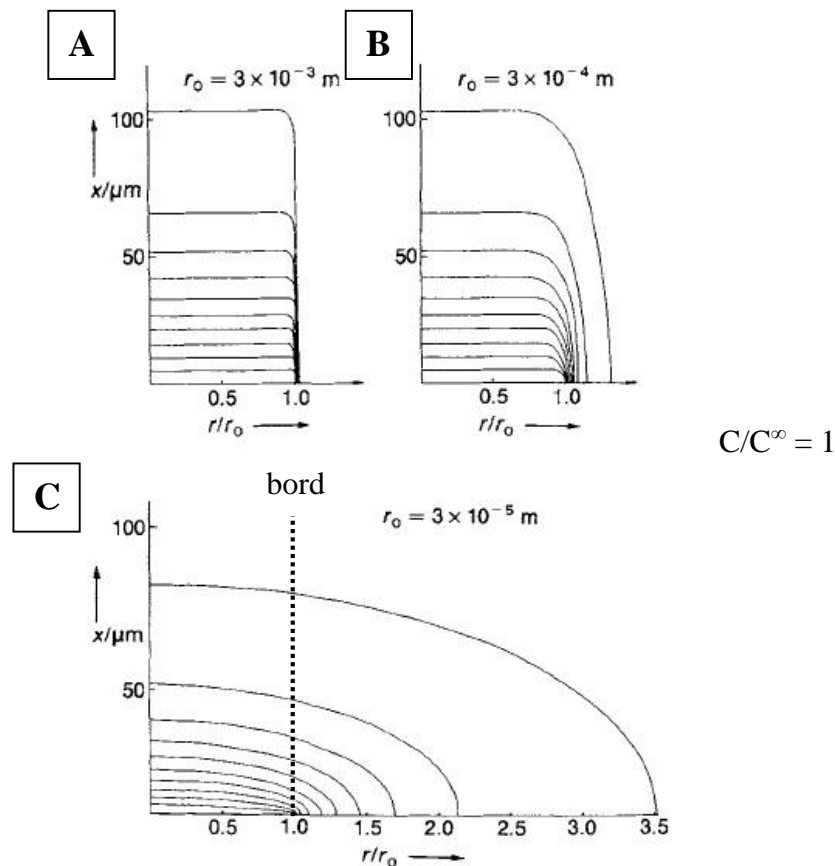 A
B
r₀ = 3 × 10⁻³ m
r₀ = 3 × 10⁻⁴ m
100
x/μm
50
0.5
1.0
r/r₀
100
50
0.5
1.0
r/r₀
C/C∞ = 1
C
bord
r₀ = 3 × 10⁻⁵ m
100
x/μm
50
0.5
1.0
1.5
2.0
2.5
3.0
3.5
r/r₀